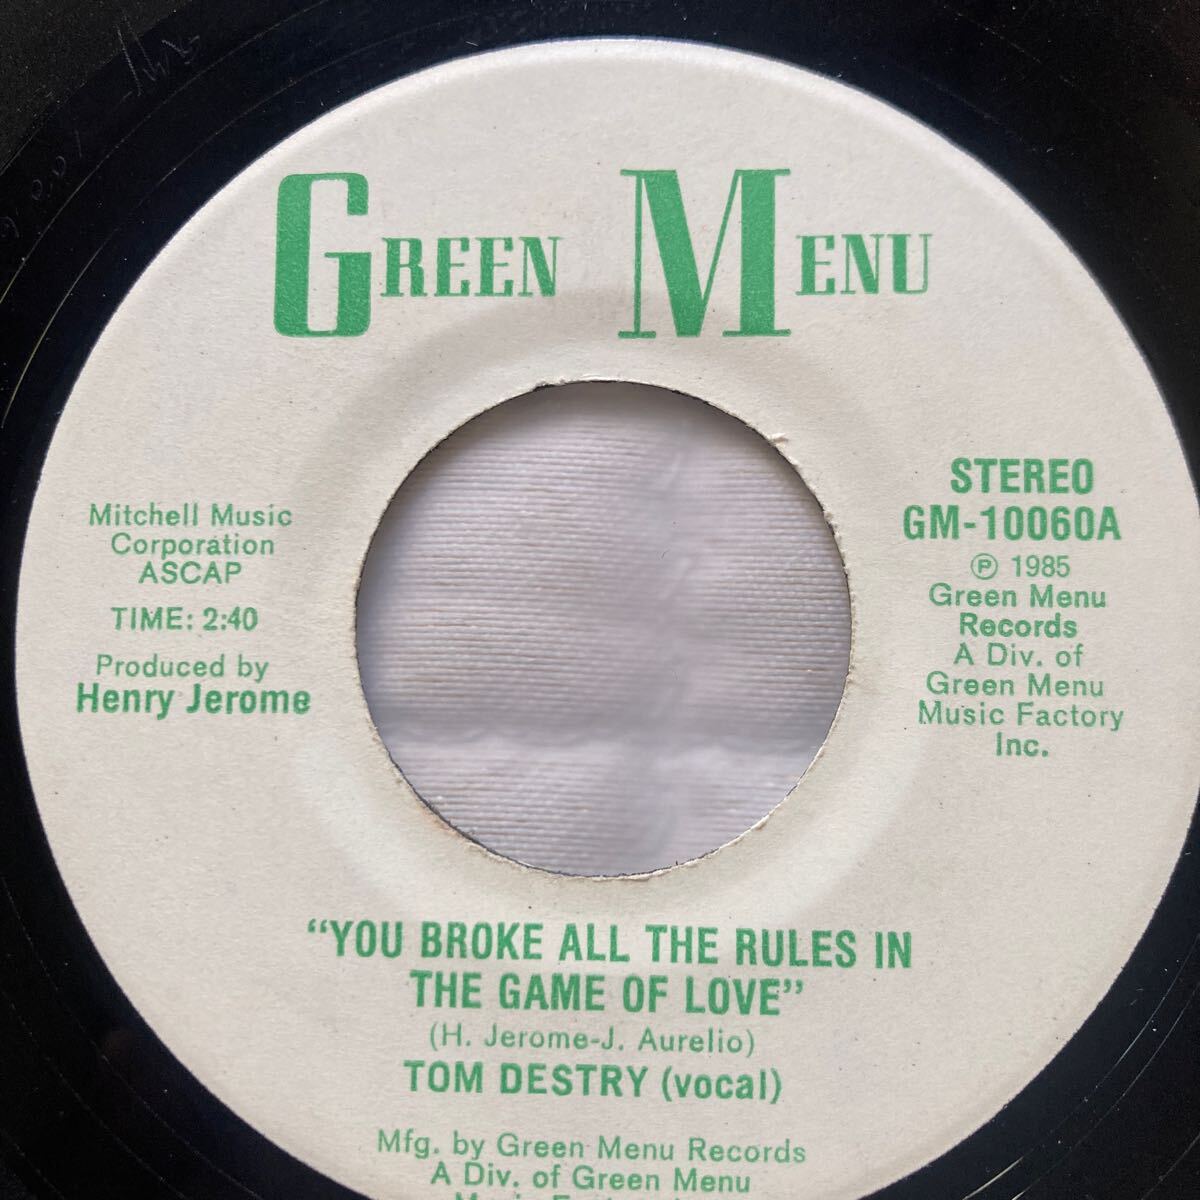 GREEN MENU
Mitchell Music
Corporation
ASCAP
TIME: 2:40
Produced by
Henry Jerome
STEREO
GM-10060A
Ⓟ 1985
Green Menu
Records
A Div. of
Green Menu
Music Factory
Inc.
“YOU BROKE ALL THE RULES IN
THE GAME OF LOVE”
(H. Jerome-J. Aurelio)
TOM DESTRY (vocal)
Mfg. by Green Menu Records
A Div. of Green Menu